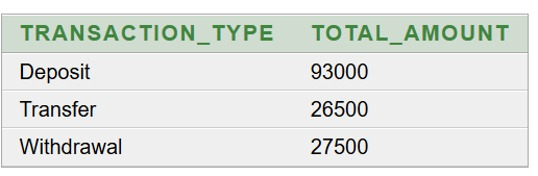 TRANSACTION_TYPE TOTAL_AMOUNT
Deposit 93000
Transfer 26500
Withdrawal 27500